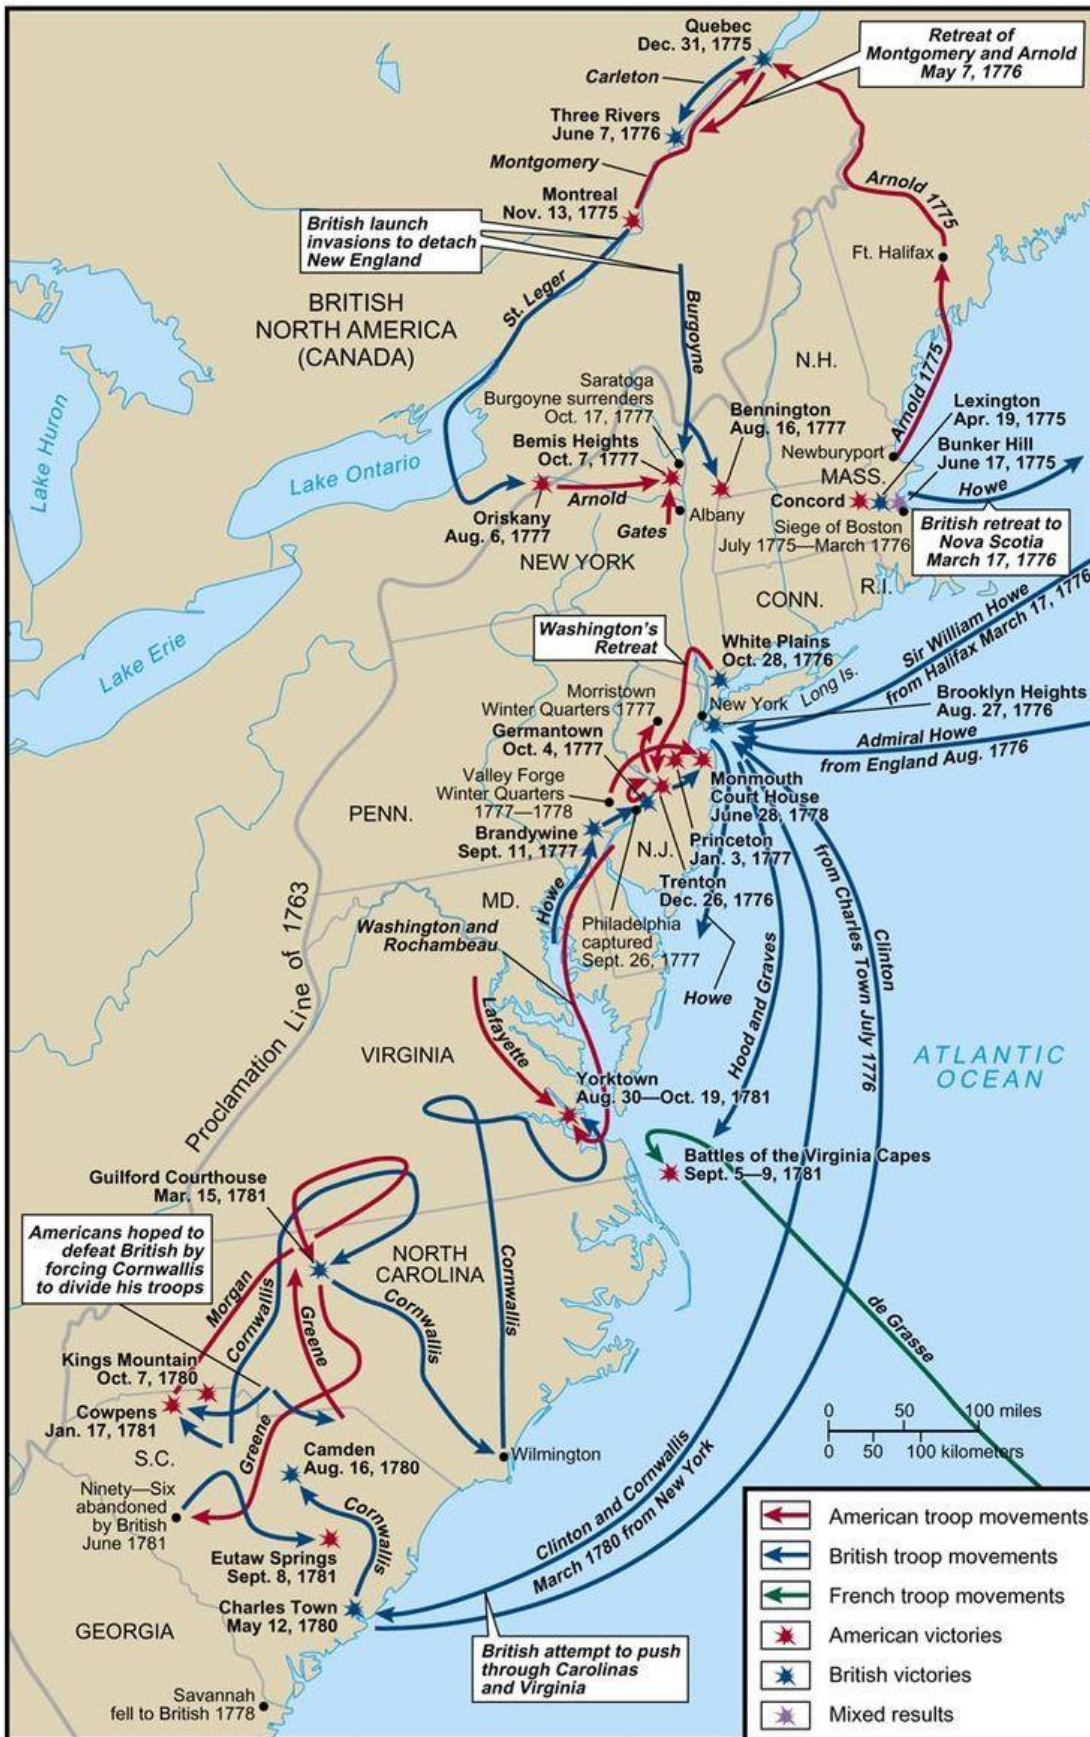 Quebec
Dec. 31, 1775
Retreat of
Montgomery and Arnold
May 7, 1776
Carleton
Three Rivers
June 7, 1776
Montgomery
Montreal
Nov. 13, 1775
Arnold 1775
British launch
invasions to detach
New England
Ft. Halifax
St. Leger
Burgoyne
BRITISH
NORTH AMERICA
(CANADA)
N.H.
Arnold 1775
Saratoga
Burgoyne surrenders
Oct. 17, 1777
Bennington
Aug. 16, 1777
Lexington
Apr. 19, 1775
Bemis Heights
Oct. 7, 1777
Newburyport
Bunker Hill
June 17, 1775
Lake Huron
Lake Ontario
MASS.
Howe
Arnold
Concord
Oriskany
Aug. 6, 1777
Gates
Albany
Siege of Boston
July 1775—March 1776
British retreat to
Nova Scotia
March 17, 1776
NEW YORK
CONN.
R.I.
Lake Erie
Washington's
Retreat
White Plains
Oct. 28, 1776
Sir William Howe
from Halifax March 17, 1776
Long Is.
Morristown
Winter Quarters 1777
New York
Brooklyn Heights
Aug. 27, 1776
Germantown
Oct. 4, 1777
Admiral Howe
from England Aug. 1776
Valley Forge
Winter Quarters
1777—1778
Monmouth
Court House
June 28, 1778
PENN.
Brandywine
Sept. 11, 1777
N.J.
Princeton
Jan. 3, 1777
Trenton
Dec. 26, 1776
MD.
Howe
Washington and
Rochambeau
Philadelphia
captured
Sept. 26, 1777
Howe
Hood and Graves
Clinton
from Charles Town July 1776
Proclamation Line of 1763
Lafayette
VIRGINIA
ATLANTIC
OCEAN
Yorktown
Aug. 30—Oct. 19, 1781
Battles of the Virginia Capes
Sept. 5—9, 1781
Guilford Courthouse
Mar. 15, 1781
Americans hoped to
defeat British by
forcing Cornwallis
to divide his troops
NORTH
CAROLINA
Morgan
Cornwallis
Greene
Cornwallis
Cornwallis
de Grasse
Kings Mountain
Oct. 7, 1780
Cowpens
Jan. 17, 1781
0 50 100 miles
0 50 100 kilometers
S.C.
Greene
Camden
Aug. 16, 1780
Wilmington
Clinton and Cornwallis
March 1780 from New York
Ninety—Six
abandoned
by British
June 1781
Cornwallis
Eutaw Springs
Sept. 8, 1781
Charles Town
May 12, 1780
GEORGIA
British attempt to push
through Carolinas
and Virginia
Savannah
fell to British 1778
American troop movements
British troop movements
French troop movements
American victories
British victories
Mixed results